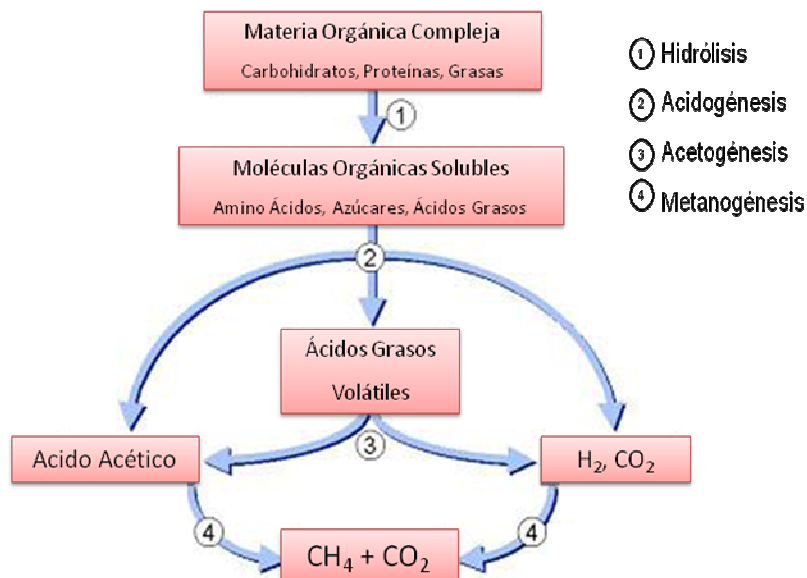 Materia Orgánica Compleja
Carbohidratos, Proteínas, Grasas
1
Moléculas Orgánicas Solubles
Amino Ácidos, Azúcares, Ácidos Grasos
2
Ácidos Grasos
Volátiles
3
Acido Acético
H₂, CO₂
4
4
CH₄ + CO₂
1 Hidrólisis
2 Acidogénesis
3 Acetogénesis
4 Metanogénesis